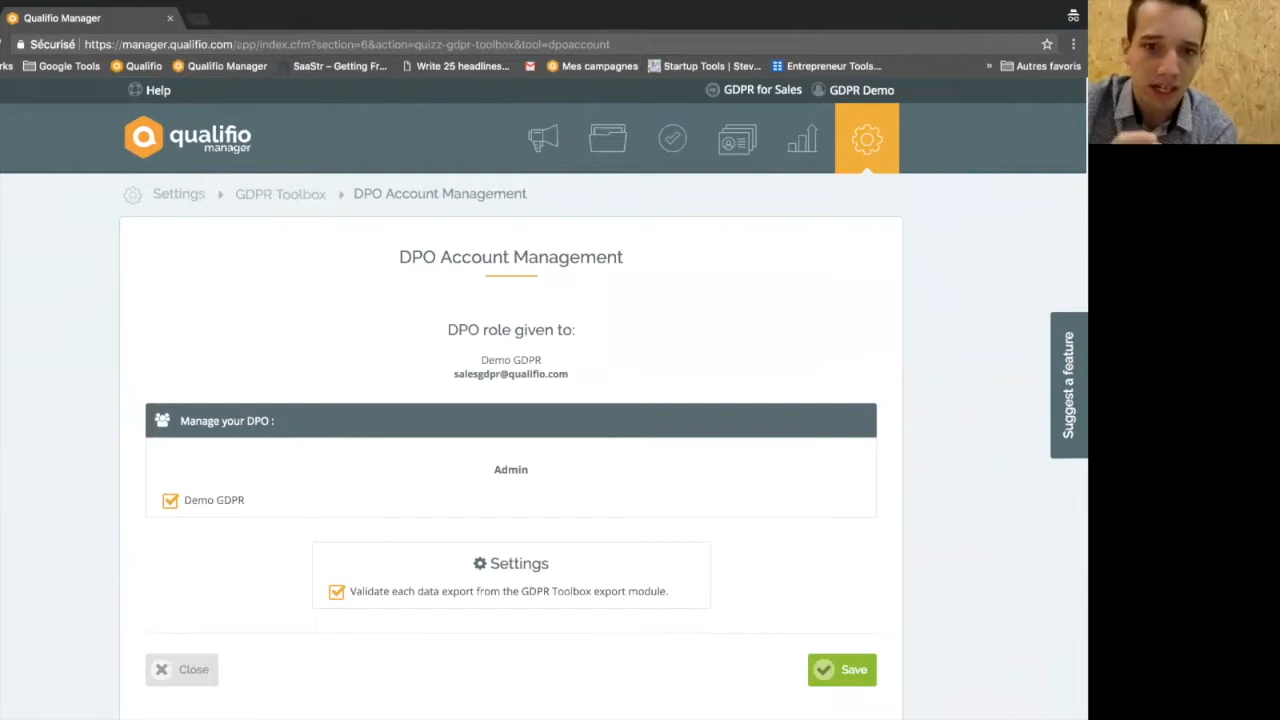 Qualifio Manager
Sécurisé https://manager.qualifio.com/app/index.cfm?section=6&action=quizz-gdpr-toolbox&tool=dpoaccount
rks Google Tools Qualifio Qualifio Manager SaaStr – Getting Fr... Write 25 headlines... Mes campagnes Startup Tools | Stev... Entrepreneur Tools... » Autres favoris
Help GDPR for Sales GDPR Demo
qualifio
manager
Settings GDPR Toolbox DPO Account Management
DPO Account Management
DPO role given to:
Demo GDPR
salesgdpr@qualifio.com
Manage your DPO :
Admin
Demo GDPR
Settings
Validate each data export from the GDPR Toolbox export module.
Close Save
Suggest a feature